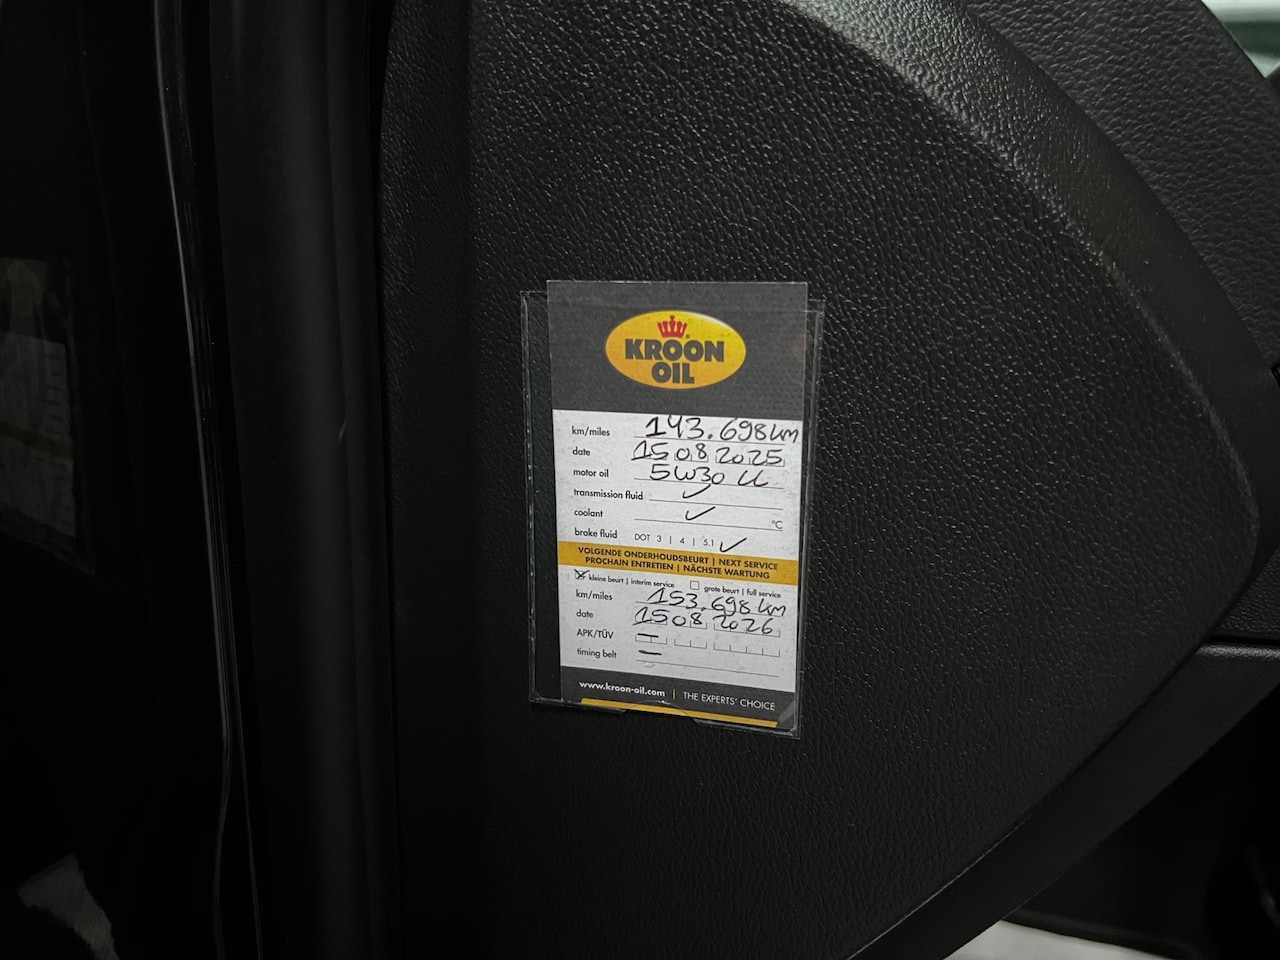 KROON
OIL
km/miles 143.698km
date 15 08 2025
motor oil 5W30 LL
transmission fluid ✓
coolant ✓ °C
brake fluid DOT 3 | 4 | 5.1 ✓
VOLGENDE ONDERHOUDSBEURT | NEXT SERVICE
PROCHAIN ENTRETIEN | NÄCHSTE WARTUNG
☒ kleine beurt | interim service ☐ grote beurt | full service
km/miles 153.698 km
date 15 08 2026
APK/TÜV —
timing belt —
www.kroon-oil.com | THE EXPERTS' CHOICE